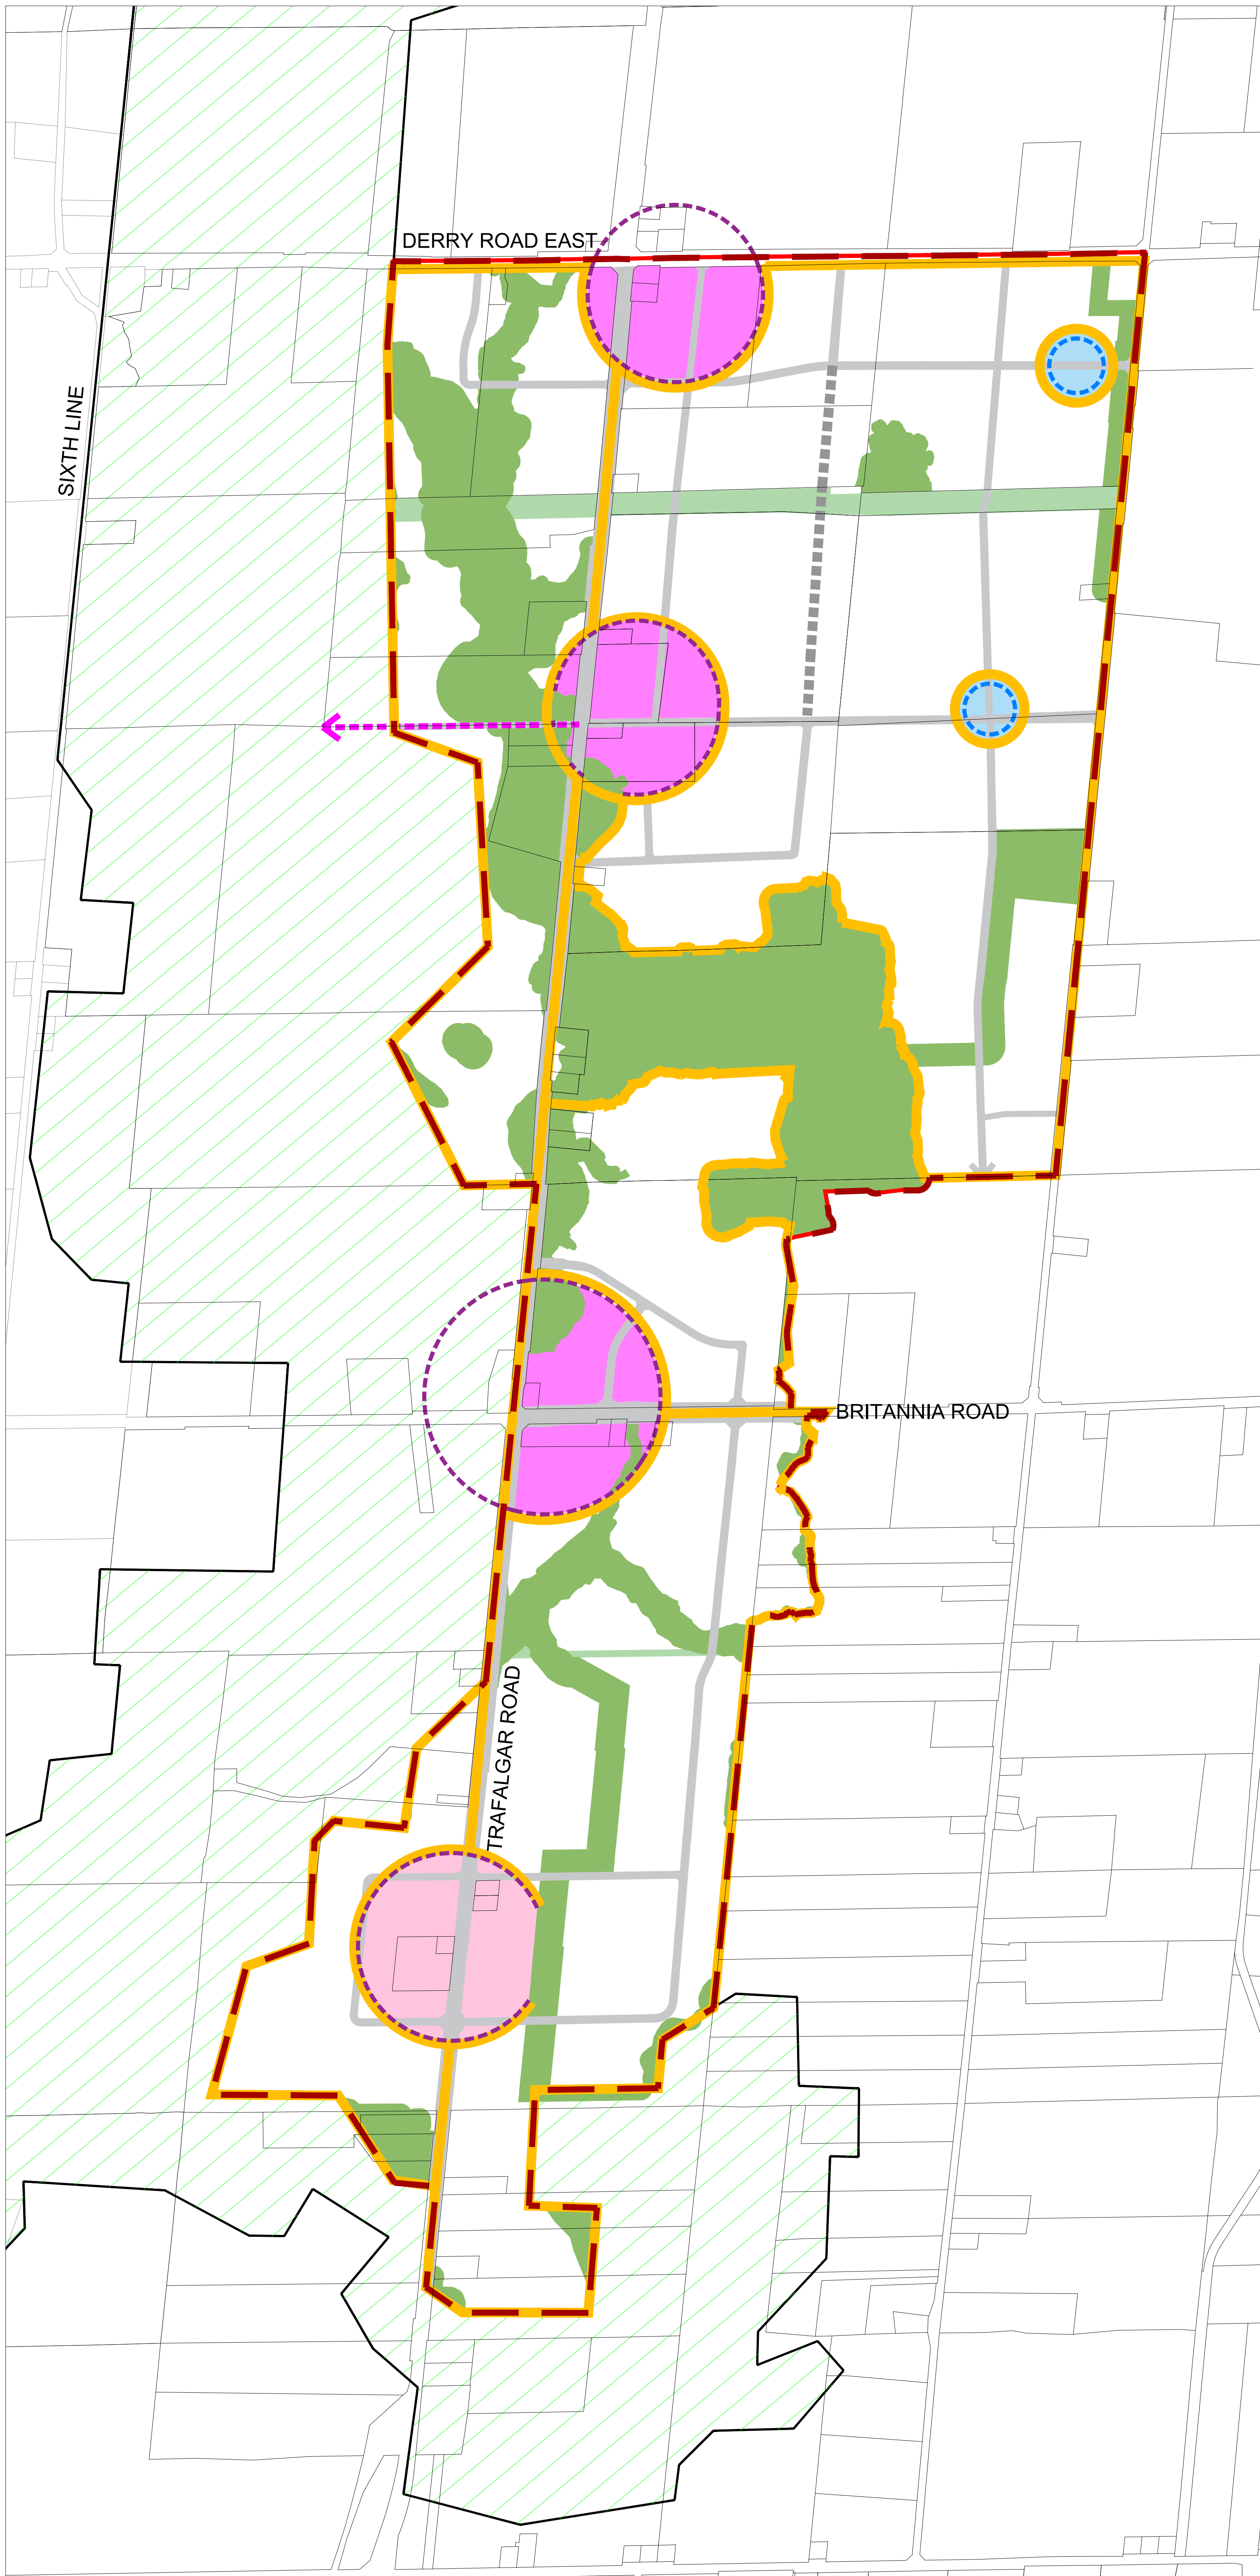 DERRY ROAD EAST
SIXTH LINE
BRITANNIA ROAD
TRAFALGAR ROAD